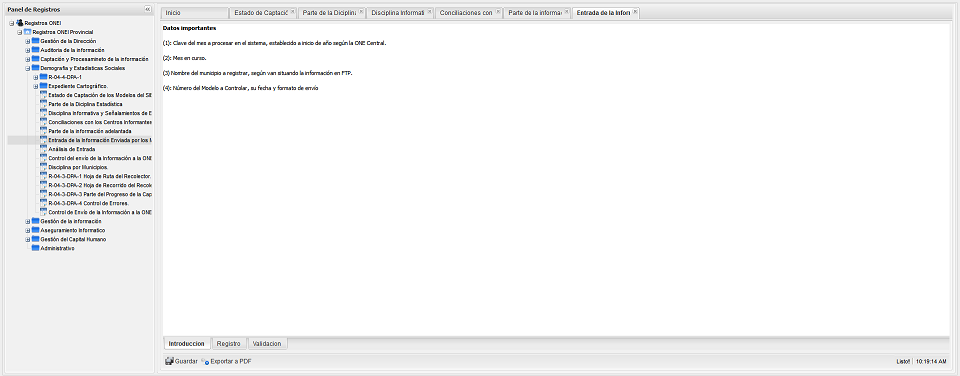 Panel de Registros
Registros ONEI
Registros ONEI Provincial
Gestión de la Dirección
Auditoria de la información
Captación y Procesamineto de la información
Demografía y Estadísticas Sociales
R-04-4-DPA-1
Expediente Cartográfico.
Estado de Captación de los Modelos del SIE
Parte de la Diciplina Estadística
Disciplina Informativa y Señalamientos de E
Conciliaciones con los Centros Informantes
Parte de la información adelantada
Entrada de la Información Enviada por los M
Análisis de Entrada
Control del envío de la Información a la ONE
Disciplina por Municipios.
R-04-3-DPA-1 Hoja de Ruta del Recolector.
R-04-3-DPA-2 Hoja de Recorrido del Recole
R-04-3-DPA-3 Parte del Progreso de la Cap
R-04-3-DPA-4 Control de Errores.
Control de Envío de la Información a la ONE
Gestión de la información
Aseguramiento Informatico
Gestión del Capital Humano
Administrativo
Inicio
Estado de Captació
Parte de la Diciplina
Disciplina Informati
Conciliaciones con
Parte de la informac
Entrada de la Infor
Datos importantes
(1): Clave del mes a procesar en el sistema, establecido a inicio de año según la ONE Central.
(2): Mes en curso.
(3) Nombre del municipio a registrar, según van situando la información en FTP.
(4): Número del Modelo a Controlar, su fecha y formato de envío
Introduccion
Registro
Validacion
Guardar
Exportar a PDF
Listo!
10:19:14 AM